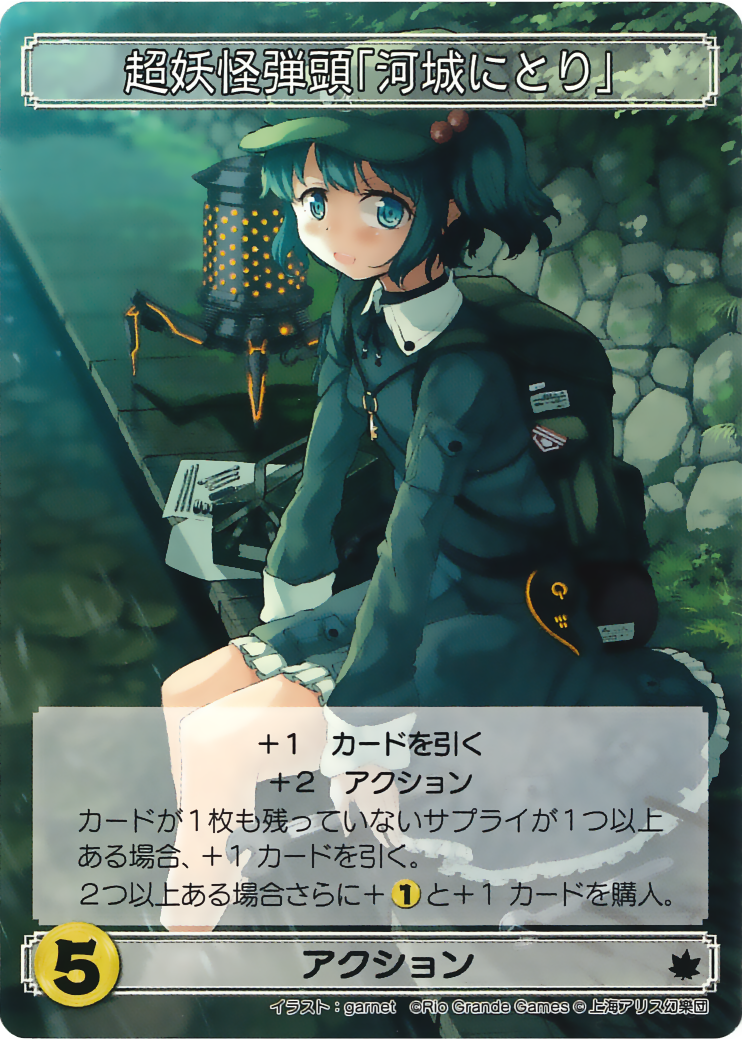 超妖怪弾頭「河城にとり」
＋1　カードを引く
＋2　アクション
カードが1枚も残っていないサプライが1つ以上
ある場合、＋1 カードを引く。
2つ以上ある場合さらに＋1と＋1 カードを購入。
5
アクション
イラスト：garnet　©Rio Grande Games © 上海アリス幻樂団